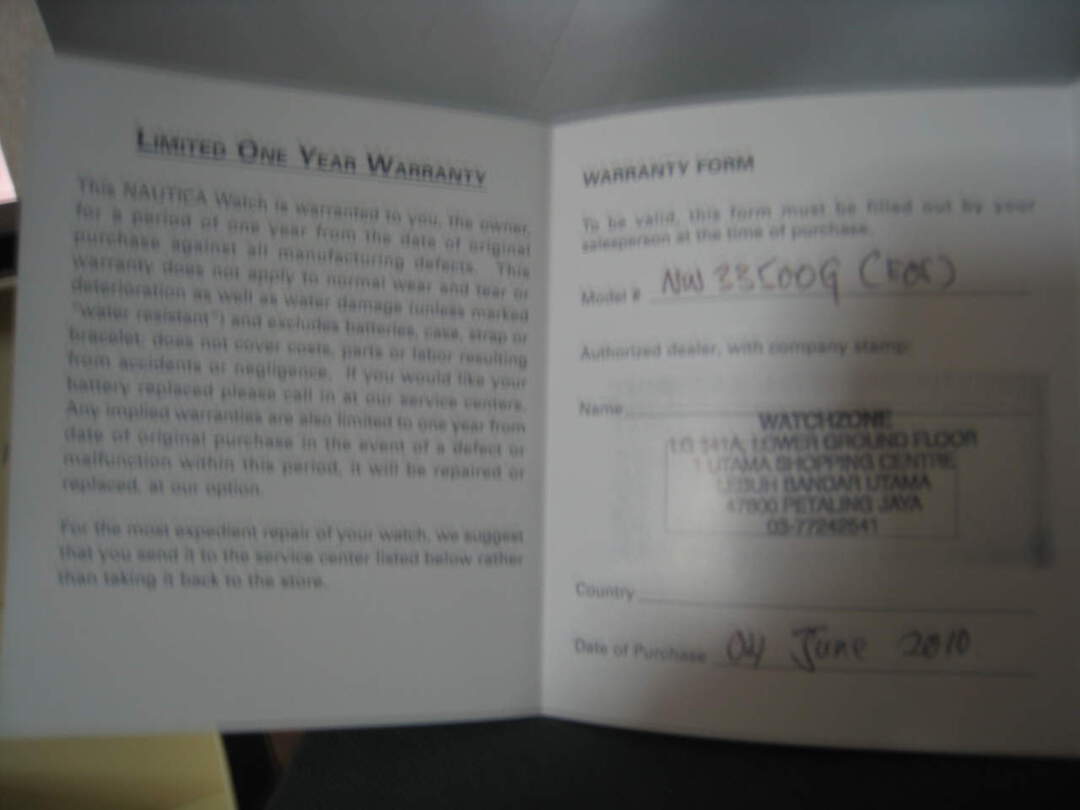 LIMITED ONE YEAR WARRANTY
This NAUTICA Watch is warranted to you, the owner,
for a period of one year from the date of original
purchase against all manufacturing defects. This
warranty does not apply to normal wear and tear or
deterioration as well as water damage (unless marked
"water resistant") and excludes batteries, case, strap or
bracelet, does not cover costs, parts or labor resulting
from accidents or negligence. If you would like your
battery replaced please call in at our service centers.
Any implied warranties are also limited to one year from
date of original purchase in the event of a defect or
malfunction within this period, it will be repaired or
replaced, at our option.
For the most expedient repair of your watch, we suggest
that you send it to the service center listed below rather
than taking it back to the store.
WARRANTY FORM
To be valid, this form must be filled out by your
salesperson at the time of purchase.
Model # NW 33500G
Authorized dealer, with company stamp:
Name
WATCHZONE
LG 341A, LOWER GROUND FLOOR
1 UTAMA SHOPPING CENTRE
LEBUH BANDAR UTAMA
47800 PETALING JAYA
03-77242541
Country
Date of Purchase 04 June 2010